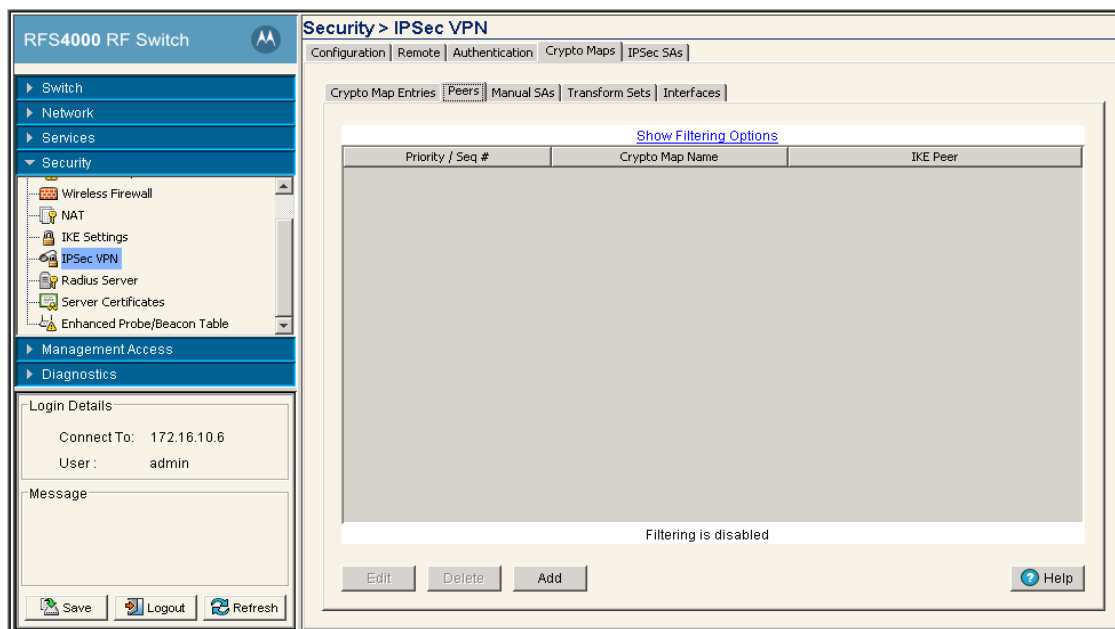 RFS4000 RF Switch
Switch
Network
Services
Security
Wireless Firewall
NAT
IKE Settings
IPSec VPN
Radius Server
Server Certificates
Enhanced Probe/Beacon Table
Management Access
Diagnostics
Login Details
Connect To: 172.16.10.6
User : admin
Message
Save Logout Refresh
Security > IPSec VPN
Configuration Remote Authentication Crypto Maps IPSec SAs
Crypto Map Entries Peers Manual SAs Transform Sets Interfaces
Show Filtering Options
Priority / Seq # Crypto Map Name IKE Peer
Filtering is disabled
Edit Delete Add Help